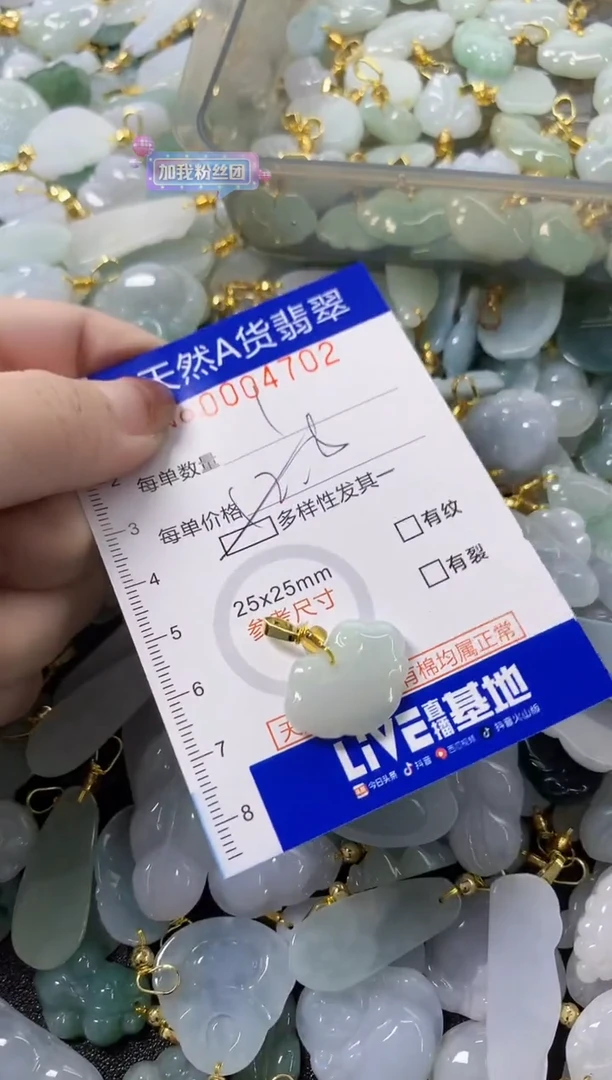 加我粉丝团
天然A货翡翠
No0004702
每单数量
每单价格
多样性发其一
有纹
有裂
25x25mm
参考尺寸
天 有棉均属正常
LIVE直播基地
今日头条 抖音 西瓜视频 抖音火山版
2
3
4
5
6
7
8